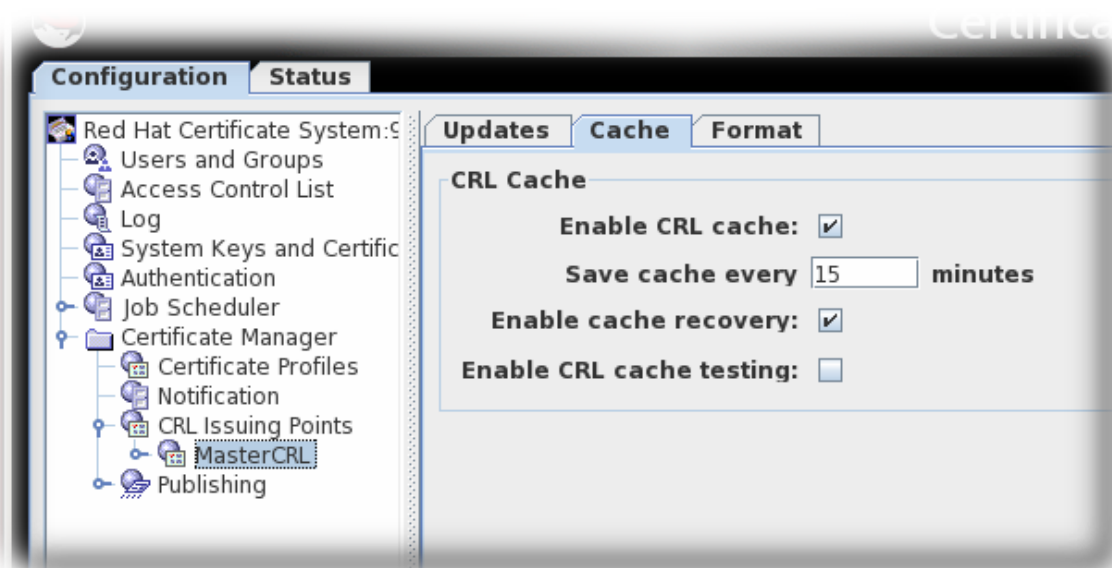 Certifica
Configuration
Status
Red Hat Certificate System:9
Users and Groups
Access Control List
Log
System Keys and Certific
Authentication
Job Scheduler
Certificate Manager
Certificate Profiles
Notification
CRL Issuing Points
MasterCRL
Publishing
Updates
Cache
Format
CRL Cache
Enable CRL cache:
Save cache every 15 minutes
Enable cache recovery:
Enable CRL cache testing: